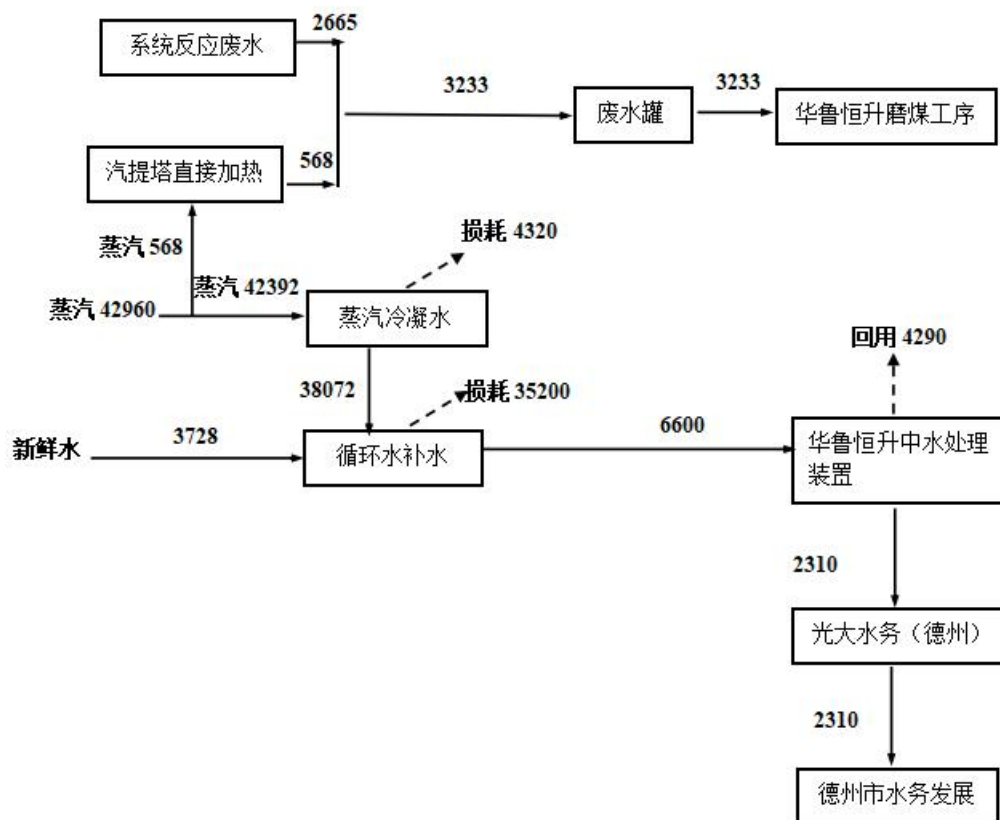 2665
系统反应废水
3233
3233
废水罐
华鲁恒升磨煤工序
568
汽提塔直接加热
蒸汽 568
损耗 4320
蒸汽 42392
蒸汽 42960
蒸汽冷凝水
回用 4290
38072
损耗 35200
新鲜水
3728
循环水补水
6600
华鲁恒升中水处理
装置
2310
光大水务（德州）
2310
德州市水务发展